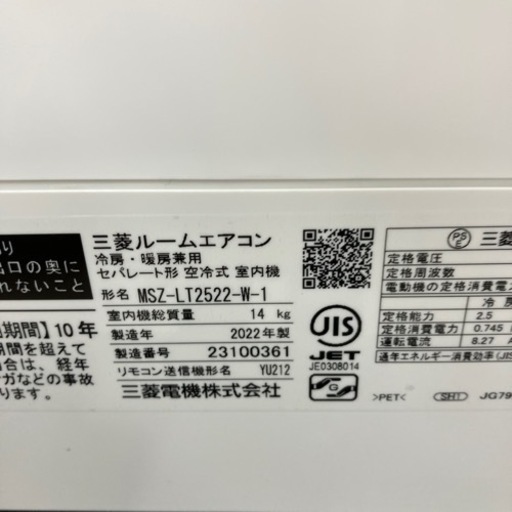 り
出口の奥に
れないこと
期間】10年
期間を超えて
合は、経年
ガなどの事故
ります。
三菱ルームエアコン
冷房・暖房兼用
セパレート形 空冷式 室内機
形名 MSZ-LT2522-W-1
室内機総質量 14 kg
製造年 2022年製
製造番号 23100361
リモコン送信機形名 YU212
三菱電機株式会社
JIS
JET
JE0308014
G
PS
E
三菱
定格電圧
定格周波数
電動機の定格消費電力
冷 房
定格能力 2.5
定格消費電力 0.745
運転電流 8.27 A
通年エネルギー消費効率(JIS
>PET<
SH1
JG79